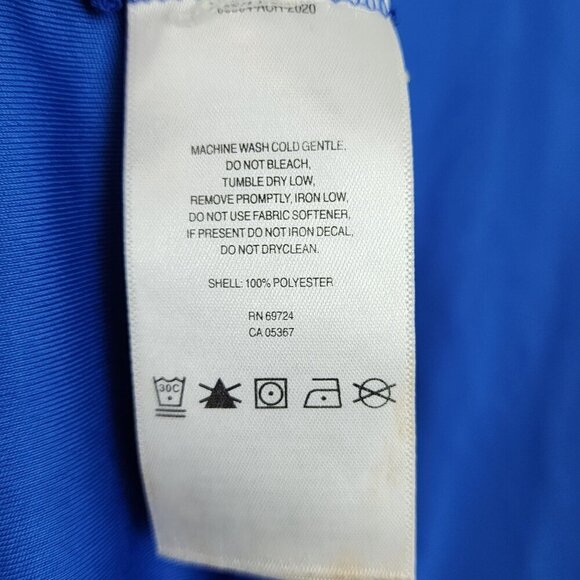 2020
MACHINE WASH COLD GENTLE,
DO NOT BLEACH,
TUMBLE DRY LOW,
REMOVE PROMPTLY, IRON LOW,
DO NOT USE FABRIC SOFTENER,
IF PRESENT DO NOT IRON DECAL,
DO NOT DRYCLEAN.
SHELL: 100% POLYESTER
RN 69724
CA 05367
30C